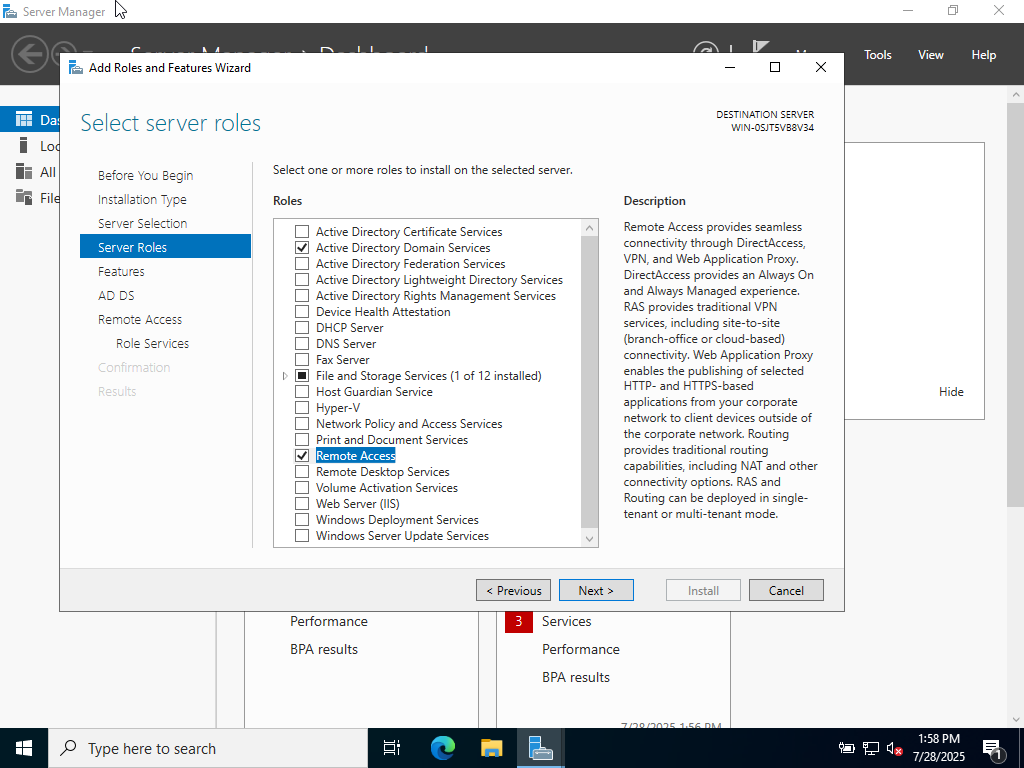 Server Manager
Tools
View
Help
Add Roles and Features Wizard
Select server roles
DESTINATION SERVER
WIN-0SJT5VB8V34
Before You Begin
Installation Type
Server Selection
Server Roles
Features
AD DS
Remote Access
Role Services
Confirmation
Results
Select one or more roles to install on the selected server.
Roles
Active Directory Certificate Services
Active Directory Domain Services
Active Directory Federation Services
Active Directory Lightweight Directory Services
Active Directory Rights Management Services
Device Health Attestation
DHCP Server
DNS Server
Fax Server
File and Storage Services (1 of 12 installed)
Host Guardian Service
Hyper-V
Network Policy and Access Services
Print and Document Services
Remote Access
Remote Desktop Services
Volume Activation Services
Web Server (IIS)
Windows Deployment Services
Windows Server Update Services
Description
Remote Access provides seamless
connectivity through DirectAccess,
VPN, and Web Application Proxy.
DirectAccess provides an Always On
and Always Managed experience.
RAS provides traditional VPN
services, including site-to-site
(branch-office or cloud-based)
connectivity. Web Application Proxy
enables the publishing of selected
HTTP- and HTTPS-based
applications from your corporate
network to client devices outside of
the corporate network. Routing
provides traditional routing
capabilities, including NAT and other
connectivity options. RAS and
Routing can be deployed in single-
tenant or multi-tenant mode.
< Previous
Next >
Install
Cancel
Hide
All
Performance
BPA results
3 Services
Performance
BPA results
7/28/2025 1:56 PM
Type here to search
1:58 PM
7/28/2025
1